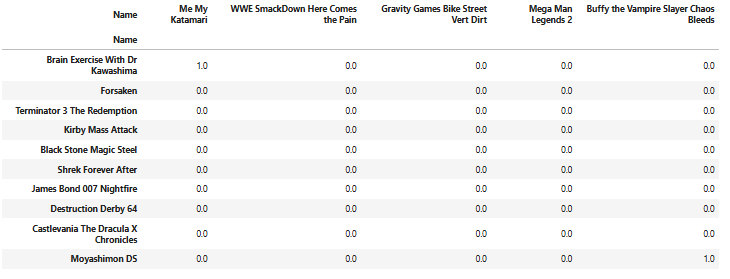 Name Me My Katamari WWE SmackDown Here Comes the Pain Gravity Games Bike Street Vert Dirt Mega Man Legends 2 Buffy the Vampire Slayer Chaos Bleeds
Name
Brain Exercise With Dr Kawashima 1.0 0.0 0.0 0.0 0.0
Forsaken 0.0 0.0 0.0 0.0 0.0
Terminator 3 The Redemption 0.0 0.0 0.0 0.0 0.0
Kirby Mass Attack 0.0 0.0 0.0 0.0 0.0
Black Stone Magic Steel 0.0 0.0 0.0 0.0 0.0
Shrek Forever After 0.0 0.0 0.0 0.0 0.0
James Bond 007 Nightfire 0.0 0.0 0.0 0.0 0.0
Destruction Derby 64 0.0 0.0 0.0 0.0 0.0
Castlevania The Dracula X Chronicles 0.0 0.0 0.0 0.0 0.0
Moyashimon DS 0.0 0.0 0.0 0.0 1.0